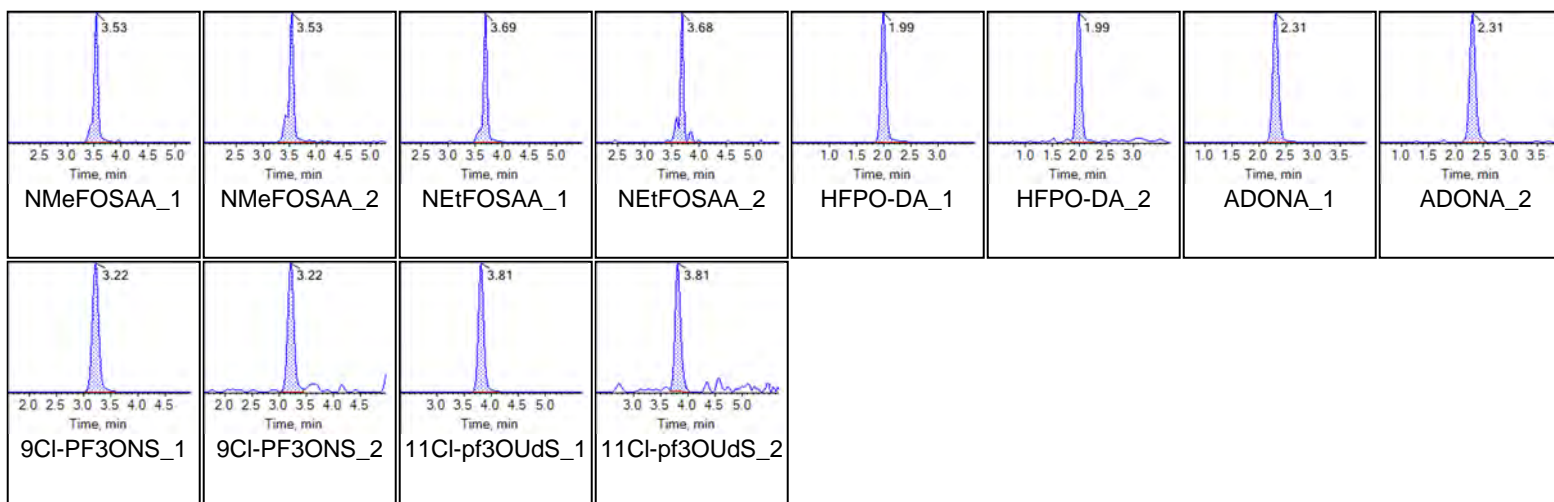 3.53 3.53 3.69 3.68 1.99 1.99 2.31 2.31
2.5 3.0 3.5 4.0 4.5 5.0 2.5 3.0 3.5 4.0 4.5 5.0 2.5 3.0 3.5 4.0 4.5 5.0 2.5 3.0 3.5 4.0 4.5 5.0 1.0 1.5 2.0 2.5 3.0 1.0 1.5 2.0 2.5 3.0 1.0 1.5 2.0 2.5 3.0 3.5 1.0 1.5 2.0 2.5 3.0 3.5
Time, min Time, min Time, min Time, min Time, min Time, min Time, min Time, min
NMeFOSAA_1 NMeFOSAA_2 NEtFOSAA_1 NEtFOSAA_2 HFPO-DA_1 HFPO-DA_2 ADONA_1 ADONA_2
3.22 3.22 3.81 3.81
2.0 2.5 3.0 3.5 4.0 4.5 2.0 2.5 3.0 3.5 4.0 4.5 3.0 3.5 4.0 4.5 5.0 3.0 3.5 4.0 4.5 5.0
Time, min Time, min Time, min Time, min
9Cl-PF3ONS_1 9Cl-PF3ONS_2 11Cl-pf3OUdS_1 11Cl-pf3OUdS_2